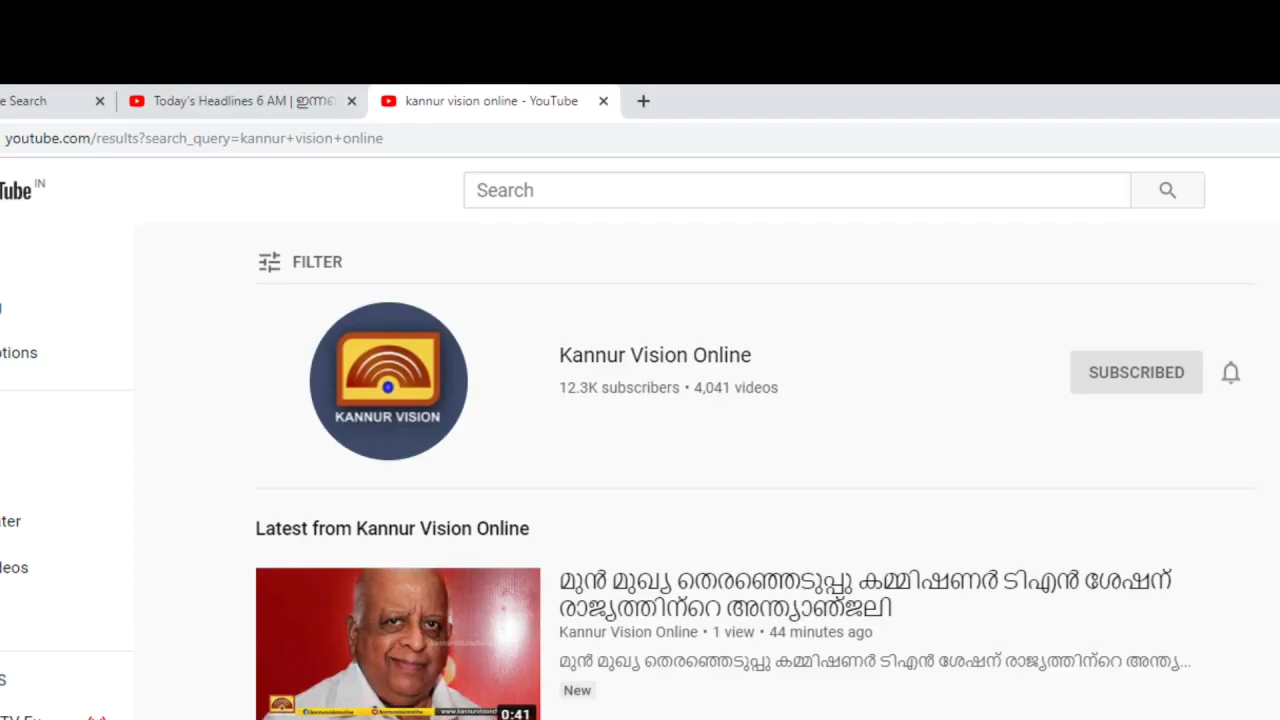 e Search
Today's Headlines 6 AM | ഇന്നെ
kannur vision online - YouTube
youtube.com/results?search_query=kannur+vision+online
Tube IN
Search
FILTER
KANNUR VISION
Kannur Vision Online
12.3K subscribers • 4,041 videos
SUBSCRIBED
ptions
Latest from Kannur Vision Online
മുൻ മുഖ്യ തെരഞ്ഞെടുപ്പു കമ്മിഷണർ ടിഎൻ ശേഷന്
രാജ്യത്തിന്റെ അന്ത്യാഞ്ജലി
Kannur Vision Online • 1 view • 44 minutes ago
മുൻ മുഖ്യ തെരഞ്ഞെടുപ്പു കമ്മിഷണർ ടിഎൻ ശേഷന് രാജ്യത്തിന്റെ അന്ത്യ...
New
0:41